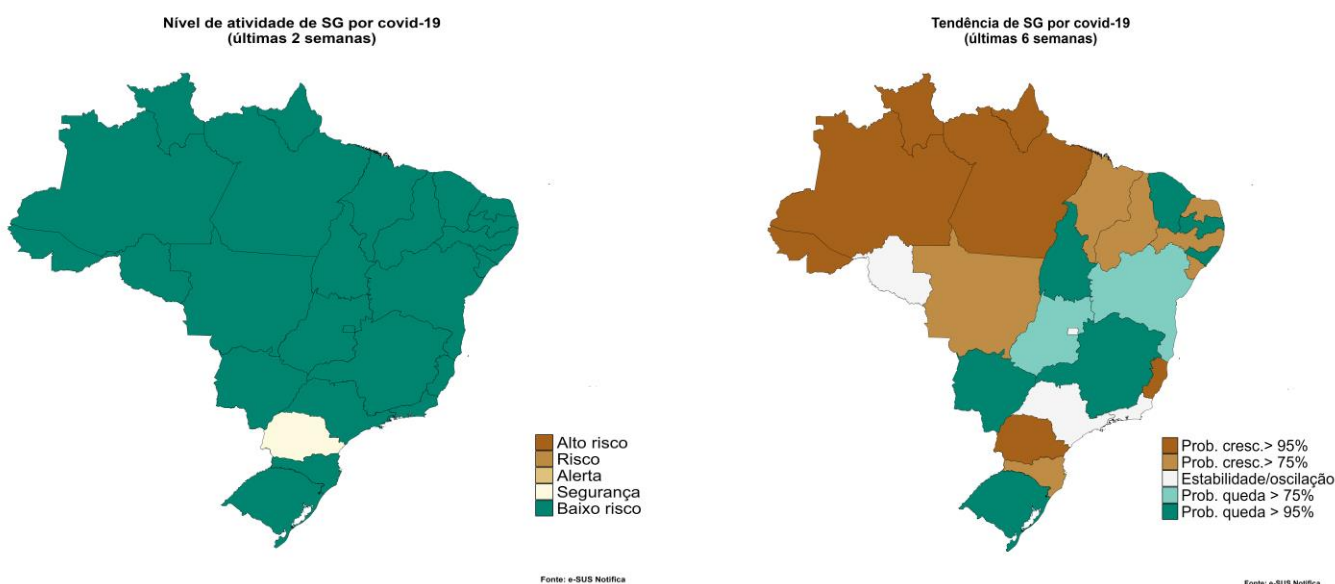 Nível de atividade de SG por covid-19
(últimas 2 semanas)
Alto risco
Risco
Alerta
Segurança
Baixo risco
Fonte: e-SUS Notifica
Tendência de SG por covid-19
(últimas 6 semanas)
Prob. cresc.> 95%
Prob. cresc.> 75%
Estabilidade/oscilação
Prob. queda > 75%
Prob. queda > 95%
Fonte: e-SUS Notifica